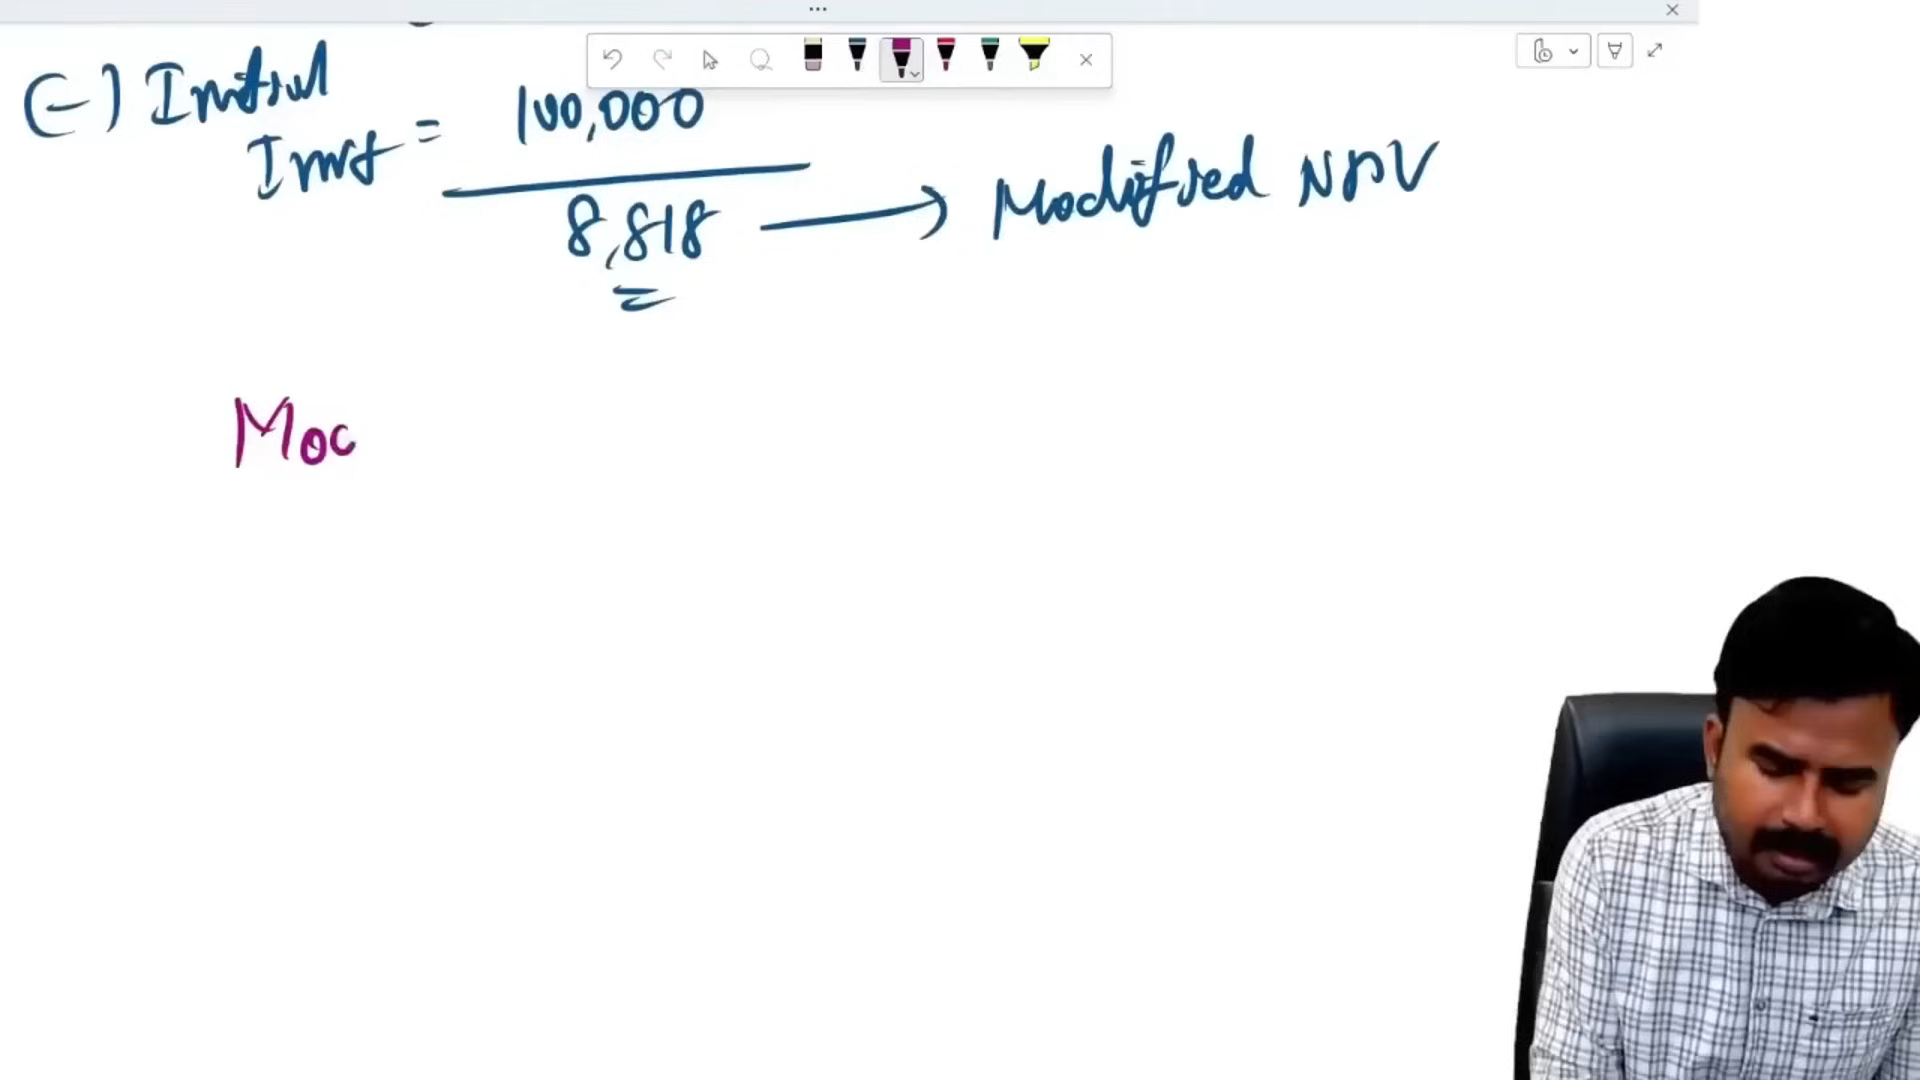 (-) Initial
Invt = 100,000
8,818 → Modified NPV
Moc